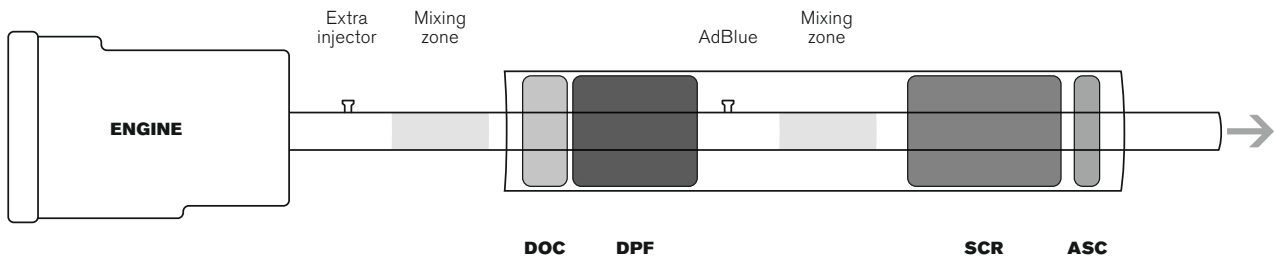 Extra
injector
Mixing
zone
AdBlue
Mixing
zone
ENGINE
DOC
DPF
SCR
ASC